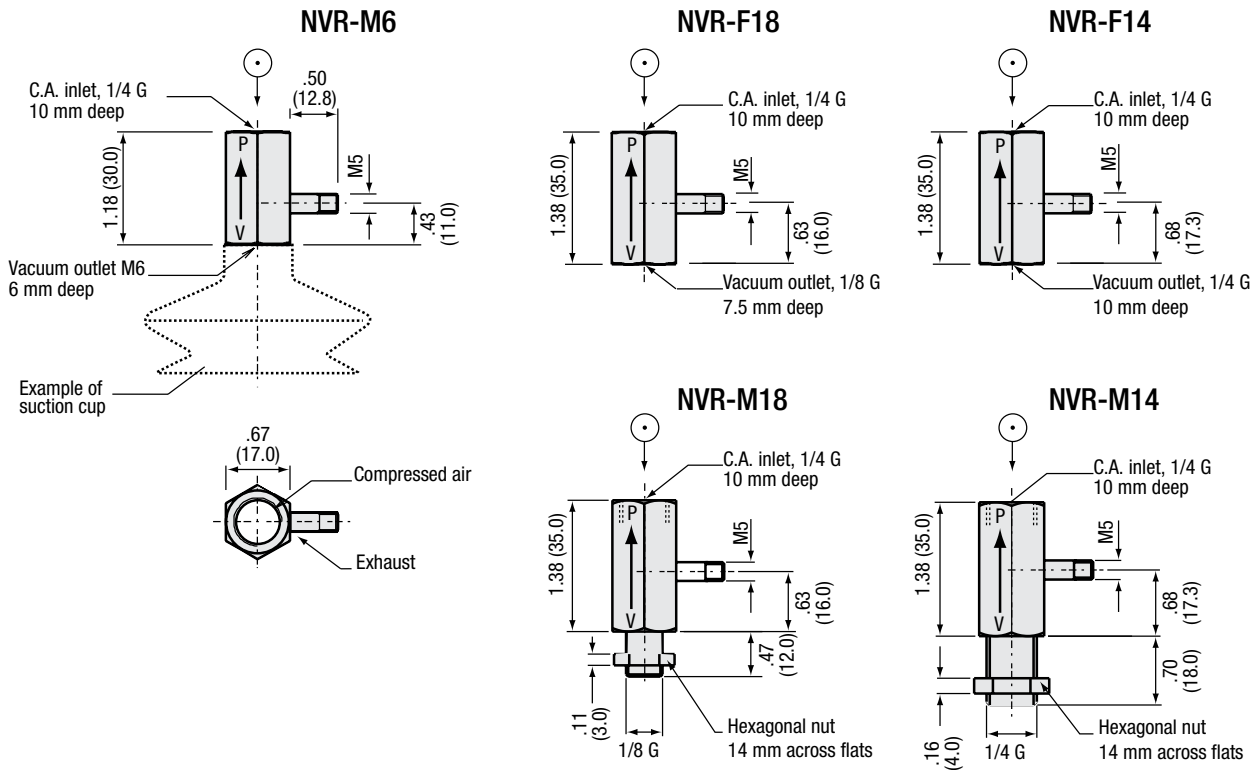 NVR-M6
C.A. inlet, 1/4 G
10 mm deep
.50
(12.8)
1.18 (30.0)
P
V
M5
.43
(11.0)
Vacuum outlet M6
6 mm deep
Example of
suction cup
.67
(17.0)
Compressed air
Exhaust
NVR-F18
C.A. inlet, 1/4 G
10 mm deep
1.38 (35.0)
P
V
M5
.63
(16.0)
Vacuum outlet, 1/8 G
7.5 mm deep
NVR-F14
C.A. inlet, 1/4 G
10 mm deep
1.38 (35.0)
P
V
M5
.68
(17.3)
Vacuum outlet, 1/4 G
10 mm deep
NVR-M18
C.A. inlet, 1/4 G
10 mm deep
1.38 (35.0)
P
V
M5
.63
(16.0)
.47
(12.0)
.11
(3.0)
1/8 G
Hexagonal nut
14 mm across flats
NVR-M14
C.A. inlet, 1/4 G
10 mm deep
1.38 (35.0)
P
V
M5
.68
(17.3)
.70
(18.0)
.16
(4.0)
1/4 G
Hexagonal nut
14 mm across flats